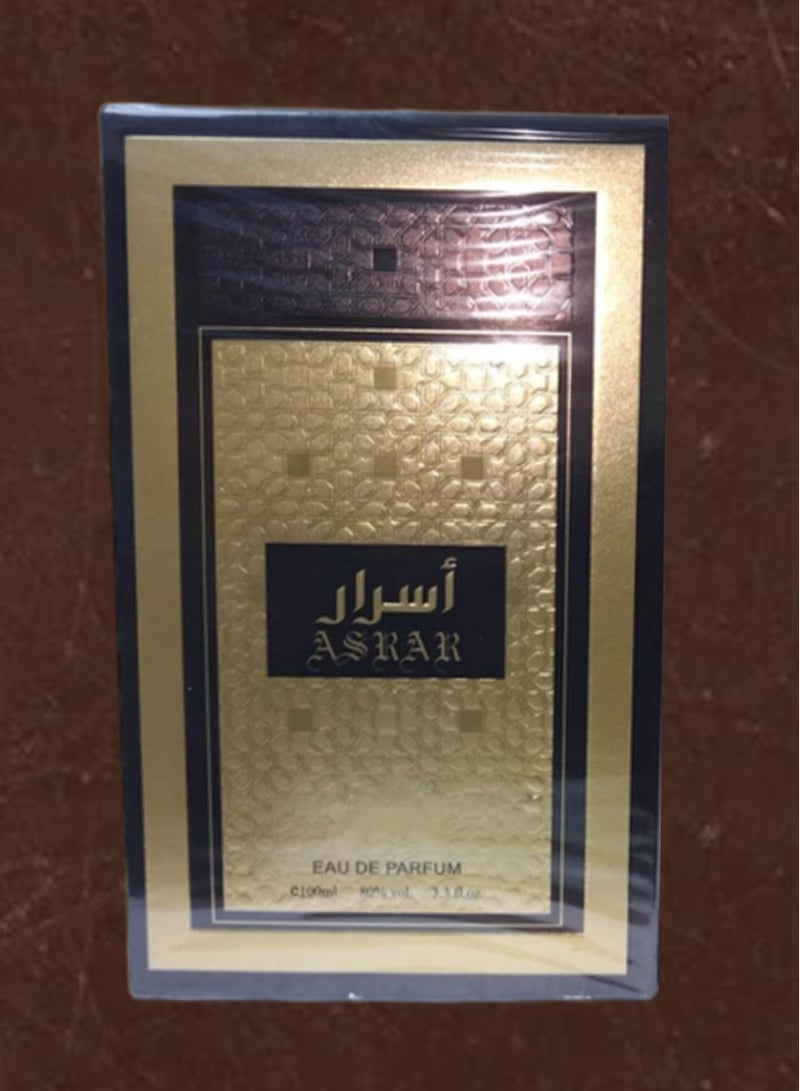 أسرار
ASRAR
EAU DE PARFUM
℮100ml 80% vol. 3.3 fl.oz.